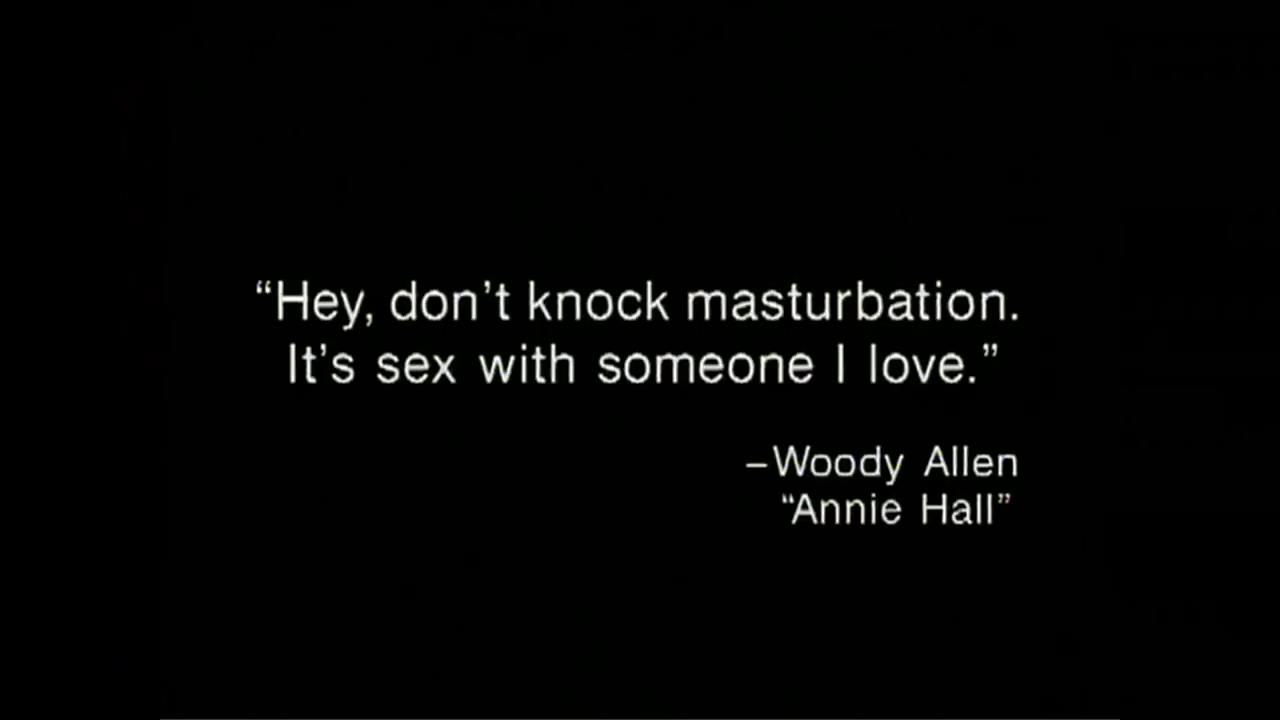 “Hey, don’t knock masturbation.
It’s sex with someone I love.”
–Woody Allen
“Annie Hall”